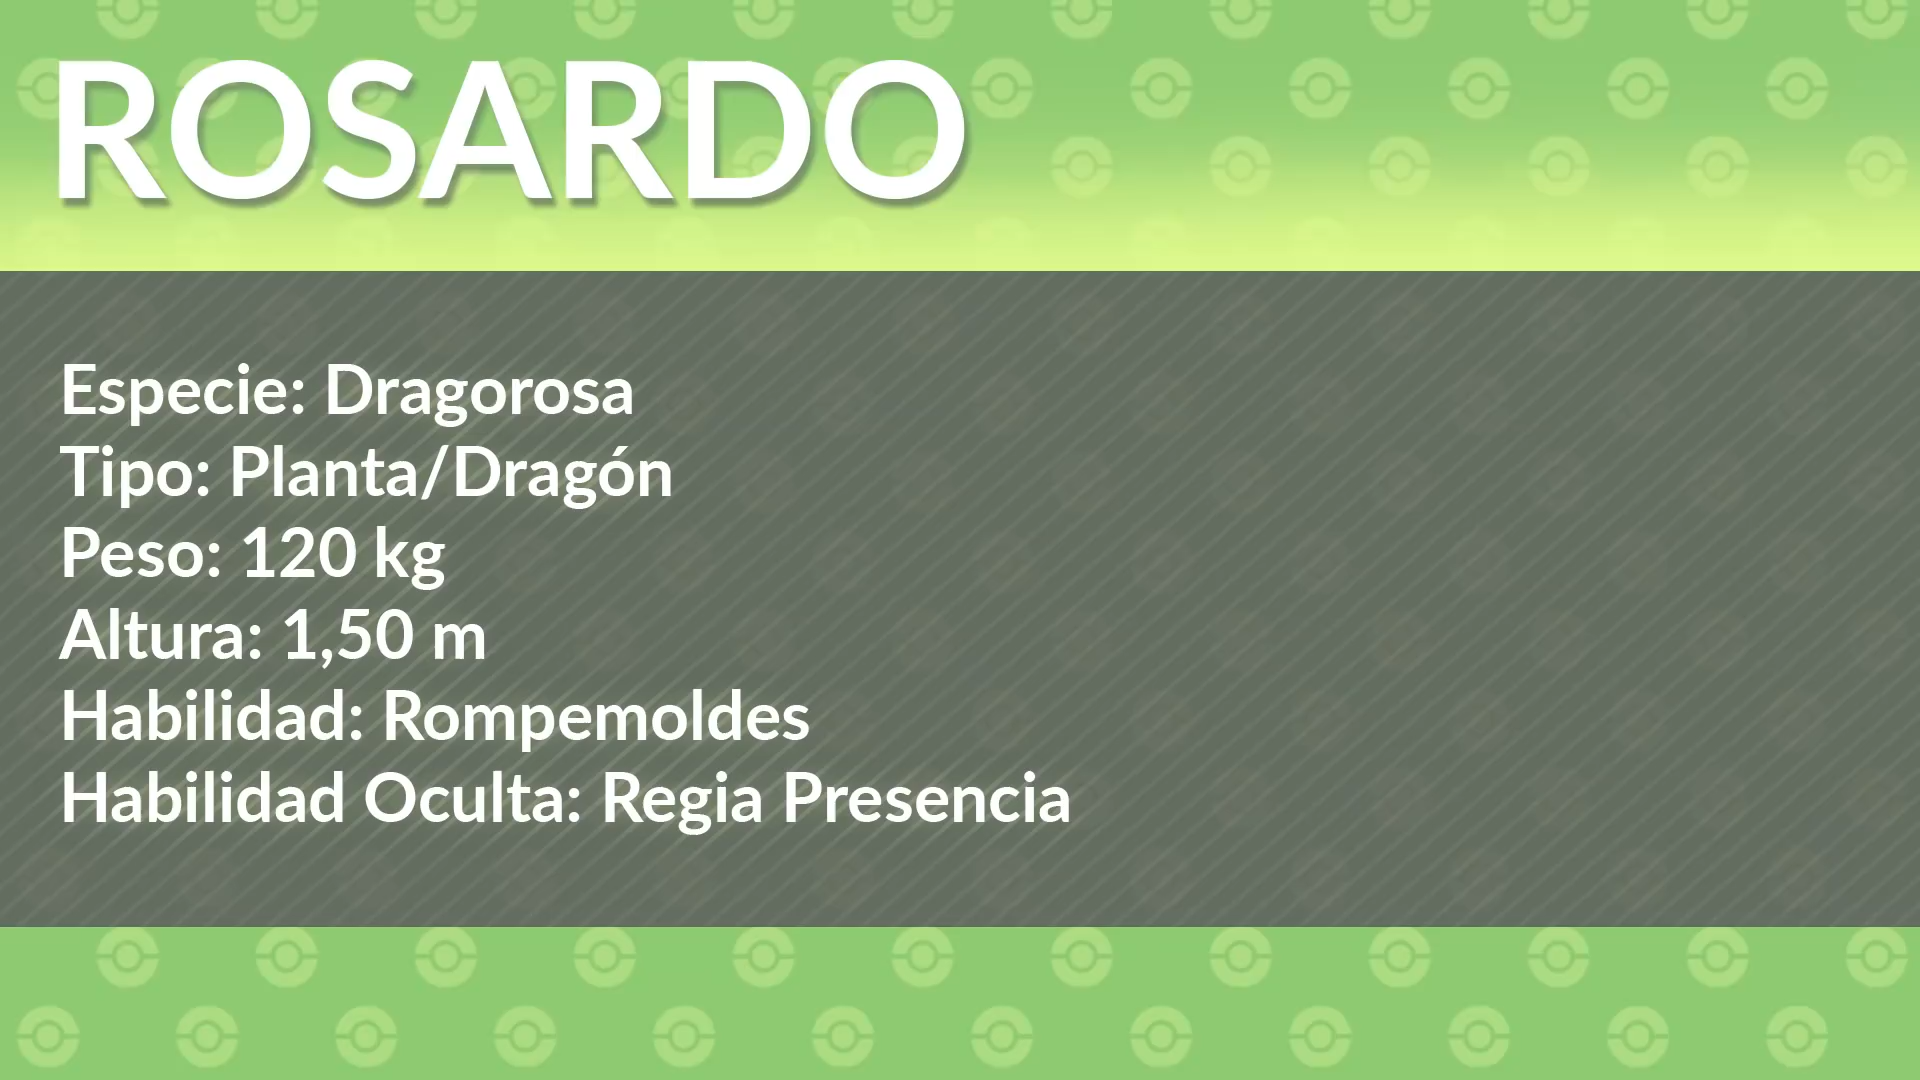 ROSARDO
Especie: Dragorosa
Tipo: Planta/Dragón
Peso: 120 kg
Altura: 1,50 m
Habilidad: Rompemoldes
Habilidad Oculta: Regia Presencia